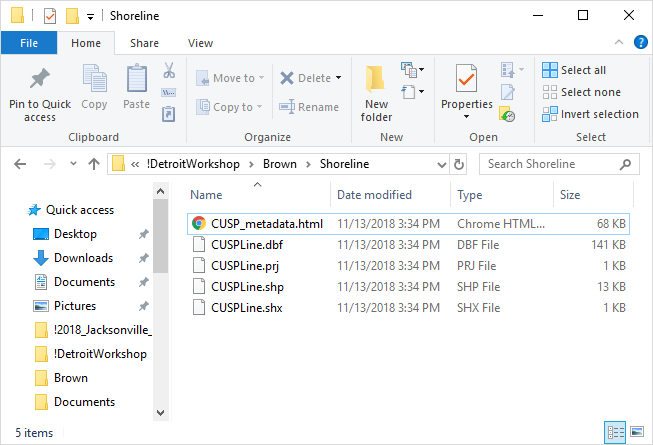 Shoreline
File Home Share View
Pin to Quick access
Copy
Paste
Clipboard
Move to
Copy to
Delete
Rename
Organize
New folder
New
Properties
Open
Select all
Select none
Invert selection
Select
« !DetroitWorkshop > Brown > Shoreline
Search Shoreline
Name Date modified Type Size
Quick access
Desktop
Downloads
Documents
Pictures
!2018_Jacksonville_
!DetroitWorkshop
Brown
Documents
CUSP_metadata.html 11/13/2018 3:34 PM Chrome HTML... 68 KB
CUSPLine.dbf 11/13/2018 3:34 PM DBF File 141 KB
CUSPLine.prj 11/13/2018 3:34 PM PRJ File 1 KB
CUSPLine.shp 11/13/2018 3:34 PM SHP File 13 KB
CUSPLine.shx 11/13/2018 3:34 PM SHX File 1 KB
5 items